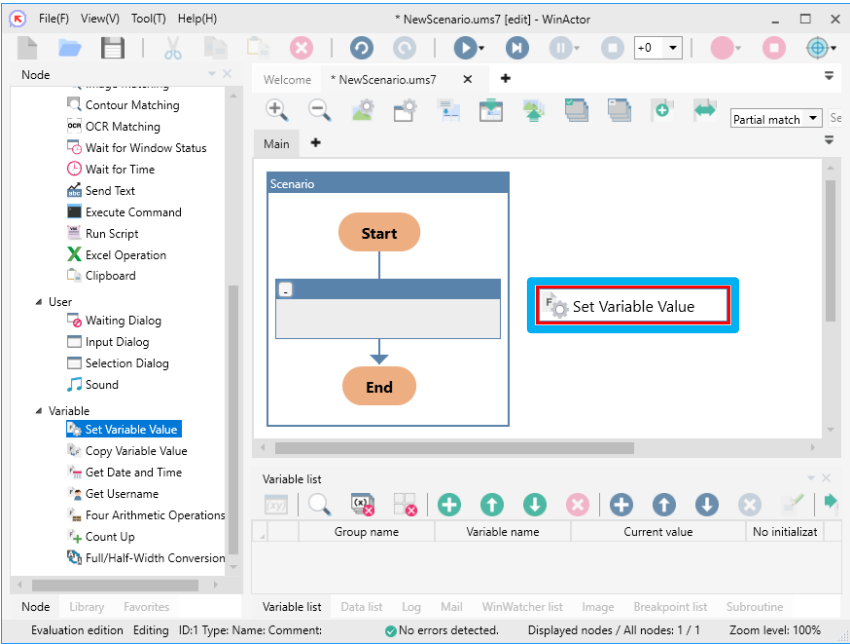 File(F) View(V) Tool(T) Help(H) * NewScenario.ums7 [edit] - WinActor
+0
Node
Welcome * NewScenario.ums7
Image Matching
Contour Matching
OCR OCR Matching
Wait for Window Status
Wait for Time
Send Text
Execute Command
Run Script
Excel Operation
Clipboard
User
Waiting Dialog
Input Dialog
Selection Dialog
Sound
Variable
Set Variable Value
Copy Variable Value
Get Date and Time
Get Username
Four Arithmetic Operations
Count Up
Full/Half-Width Conversion
Node Library Favorites
Partial match Se
Main
Scenario
Start
End
Set Variable Value
Variable list
Group name Variable name Current value No initializat
Variable list Data list Log Mail WinWatcher list Image Breakpoint list Subroutine
Evaluation edition Editing ID:1 Type: Name: Comment: No errors detected. Displayed nodes / All nodes: 1 / 1 Zoom level: 100%